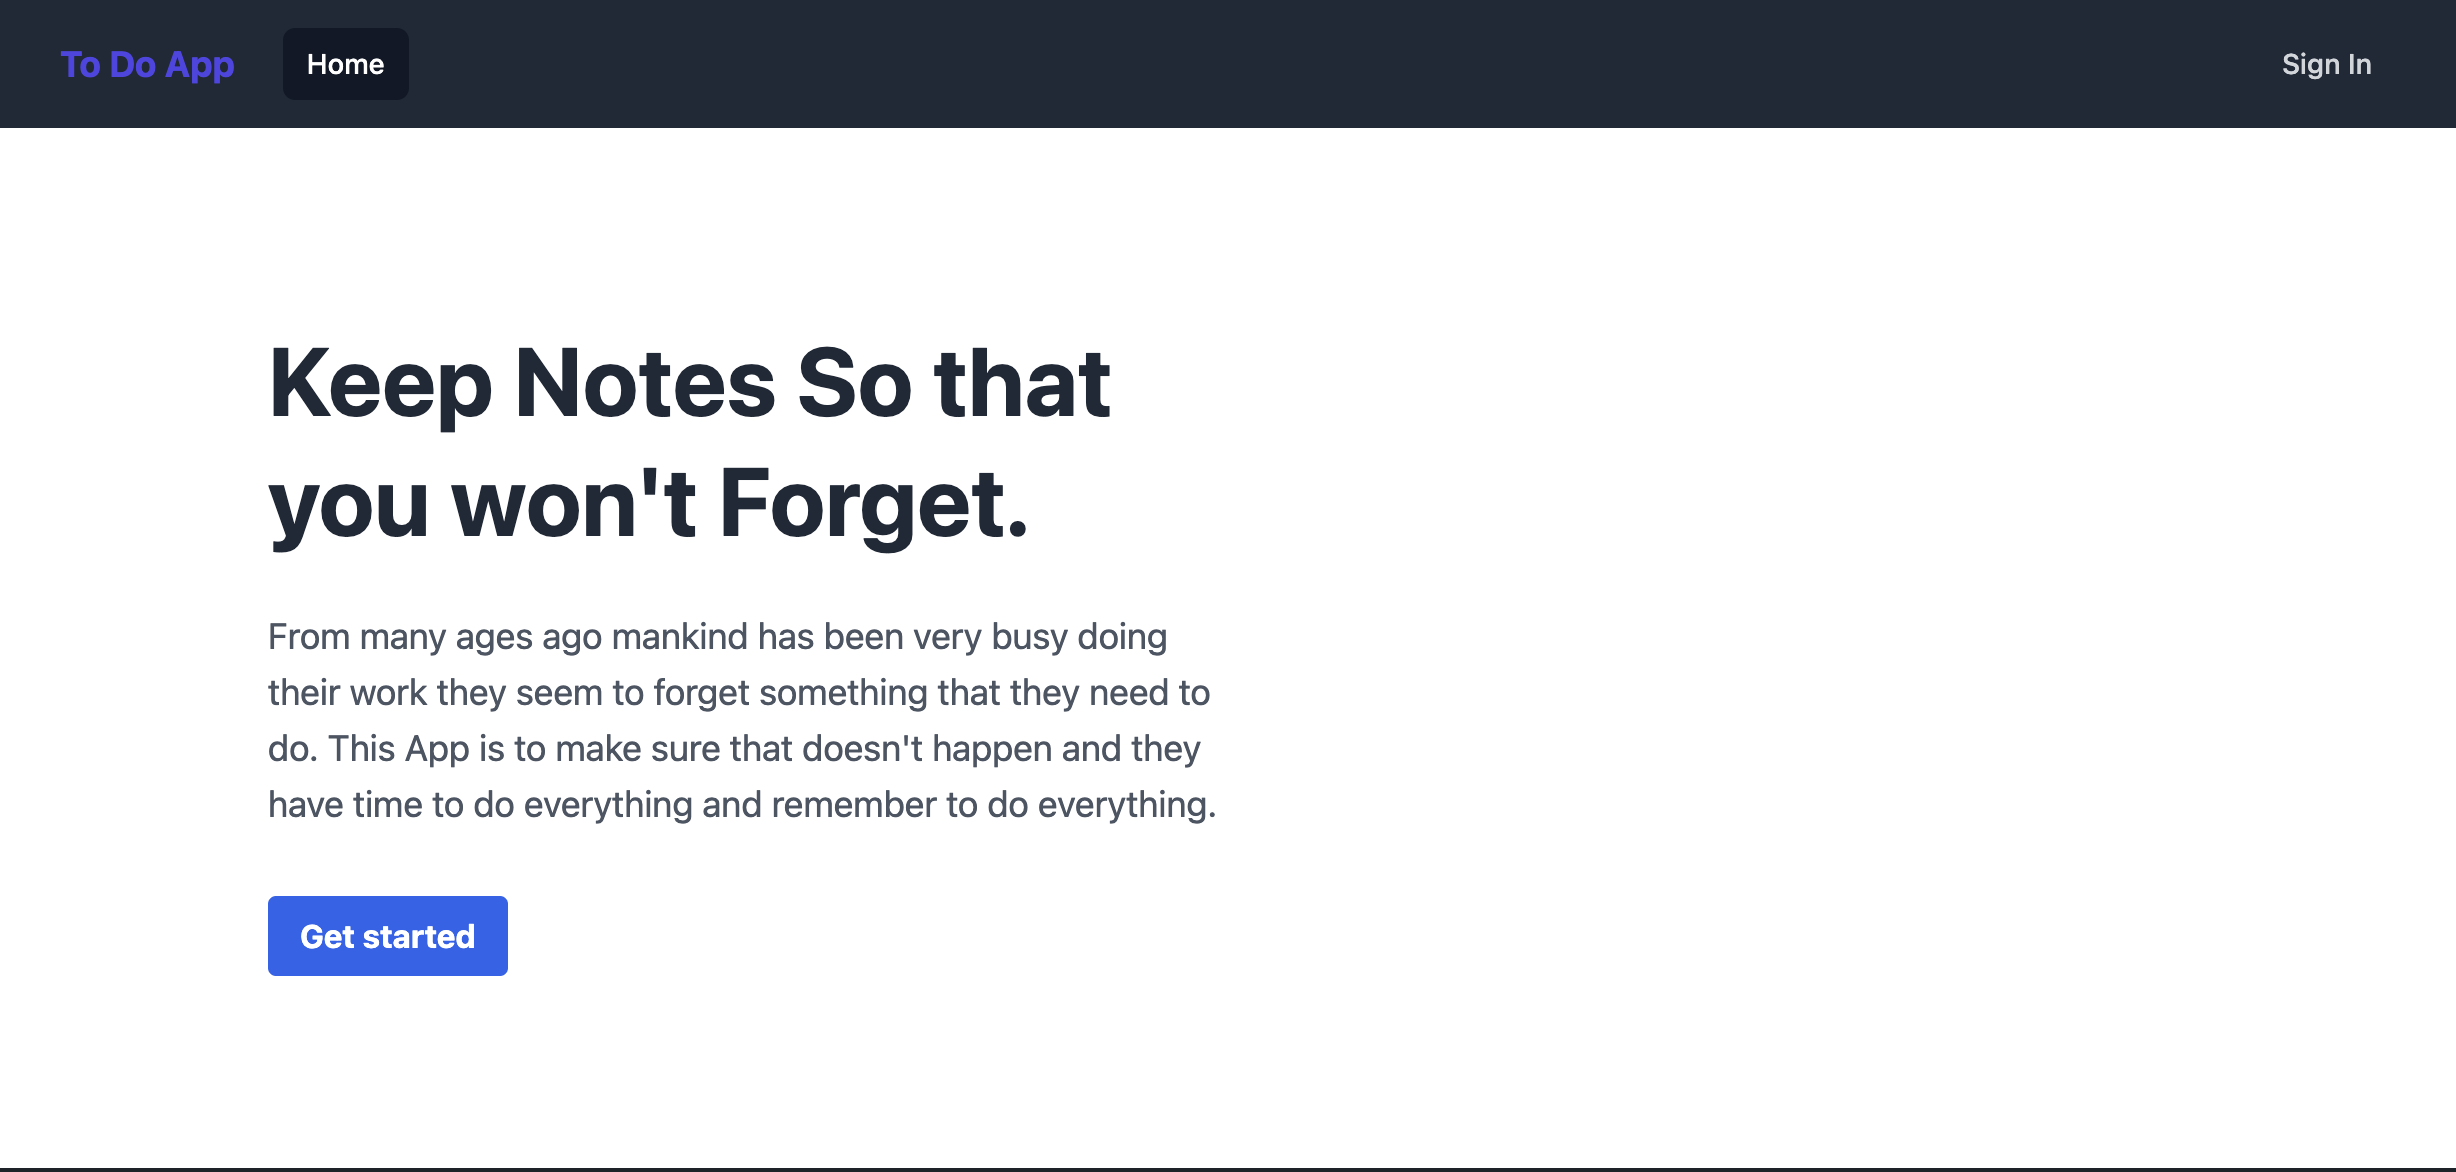 To Do App
Home
Sign In
Keep Notes So that
you won't Forget.
From many ages ago mankind has been very busy doing
their work they seem to forget something that they need to
do. This App is to make sure that doesn't happen and they
have time to do everything and remember to do everything.
Get started